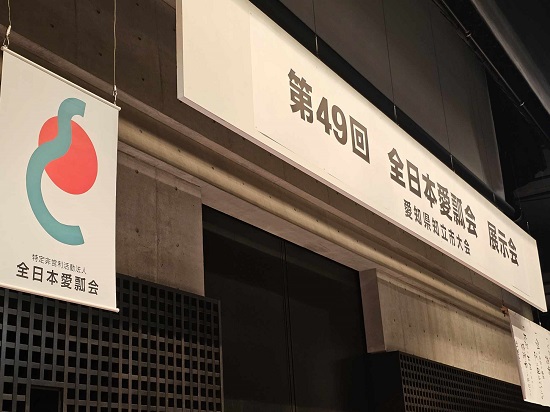 特定非営利活動法人
全日本愛瓢会
第49回 全日本愛瓢会 展示会
愛知県知立市大会